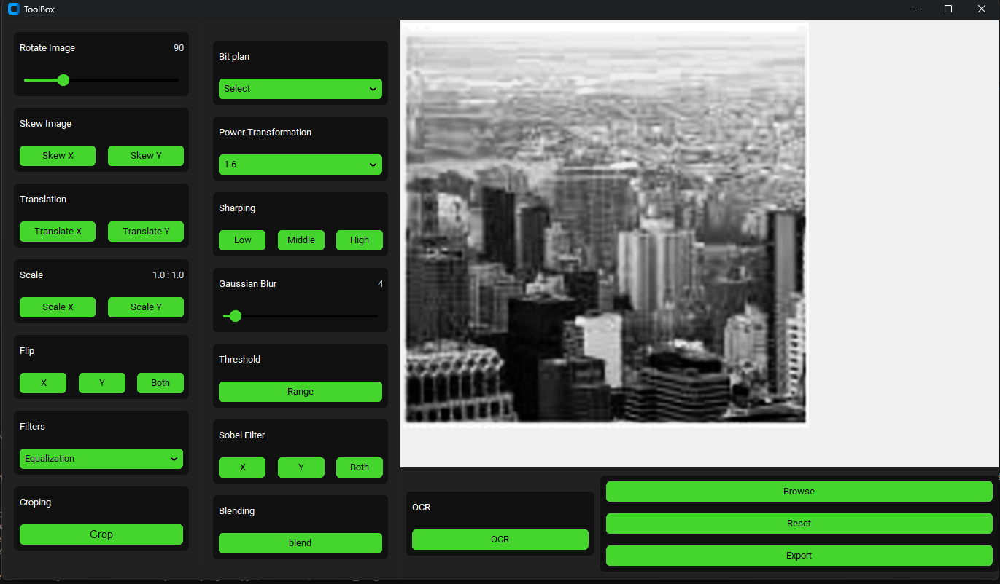 ToolBox
Rotate Image 90
Skew Image
Skew X Skew Y
Translation
Translate X Translate Y
Scale 1.0 : 1.0
Scale X Scale Y
Flip
X Y Both
Filters
Equalization
Croping
Crop
Bit plan
Select
Power Transformation
1.6
Sharping
Low Middle High
Gaussian Blur 4
Threshold
Range
Sobel Filter
X Y Both
Blending
blend
OCR
OCR
Browse
Reset
Export